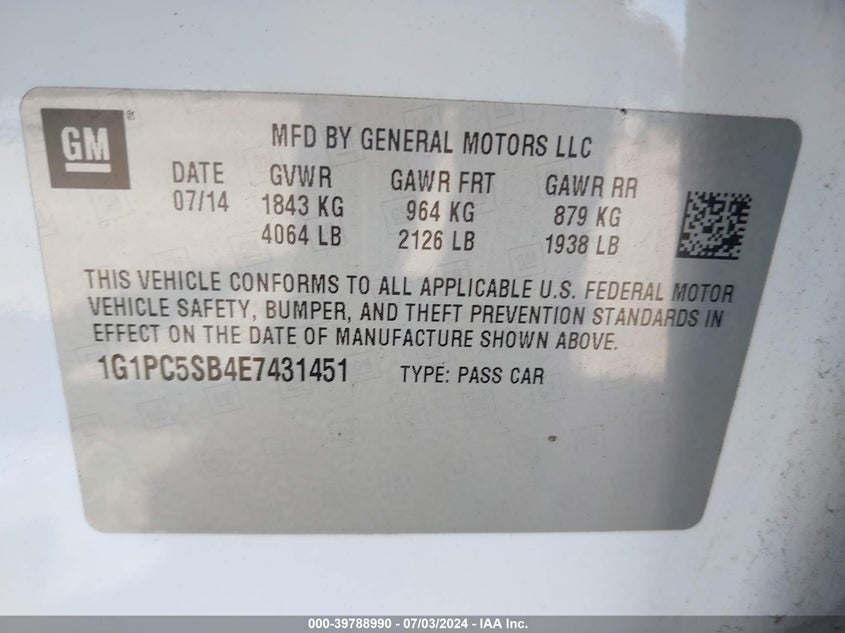 GM ®
MFD BY GENERAL MOTORS LLC
DATE GVWR GAWR FRT GAWR RR
07/14 1843 KG 964 KG 879 KG
4064 LB 2126 LB 1938 LB
THIS VEHICLE CONFORMS TO ALL APPLICABLE U.S. FEDERAL MOTOR
VEHICLE SAFETY, BUMPER, AND THEFT PREVENTION STANDARDS IN
EFFECT ON THE DATE OF MANUFACTURE SHOWN ABOVE.
1G1PC5SB4E7431451 TYPE: PASS CAR
000-39788990 - 07/03/2024 - IAA Inc.